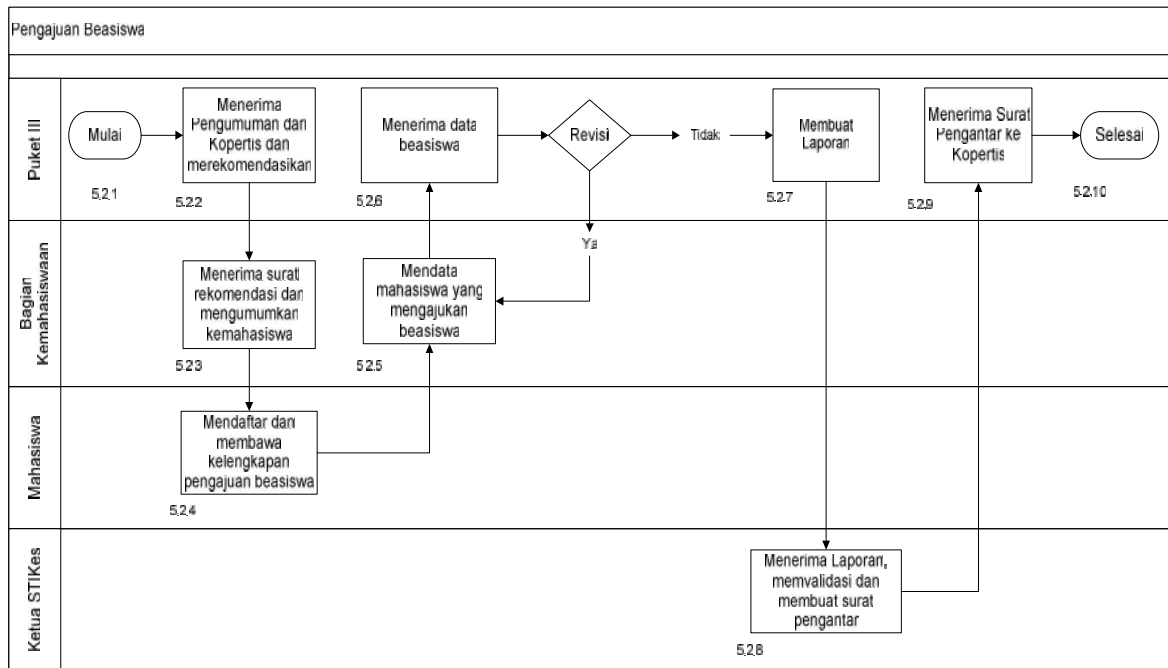 Pengajuan Beasiswa
Puket III
Mulai
5.2.1
Menerima
Pengumuman dari
Kopertis dan
merekomendasikan
5.2.2
Menerima data
beasiswa
5.2.6
Revisi
Tidak
Ya
Membuat
Laporan
5.2.7
Menerima Surat
Pengantar ke
Kopertis
5.2.9
Selesai
5.2.10
Bagian
Kemahasiswaan
Menerima surat
rekomendasi dan
mengumumkan
kemahasiswa
5.2.3
Mendata
mahasiswa yang
mengajukan
beasiswa
5.2.5
Mahasiswa
Mendaftar dan
membawa
kelengkapan
pengajuan beasiswa
5.2.4
Ketua STIKes
Menerima Laporan,
memvalidasi dan
membuat surat
pengantar
5.2.8